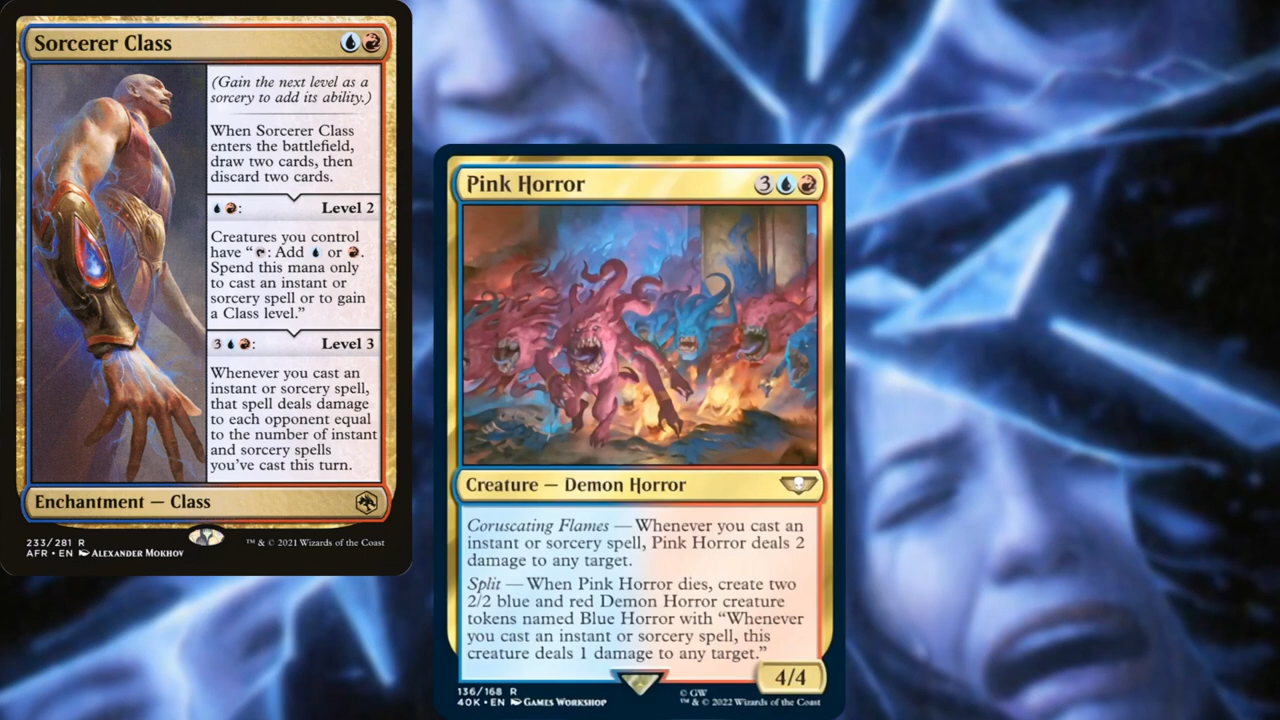 Sorcerer Class
(Gain the next level as a
sorcery to add its ability.)
When Sorcerer Class
enters the battlefield,
draw two cards, then
discard two cards.
: Level 2
Creatures you control
have “: Add or .
Spend this mana only
to cast an instant or
sorcery spell or to gain
a Class level.”
3 : Level 3
Whenever you cast an
instant or sorcery spell,
that spell deals damage
to each opponent equal
to the number of instant
and sorcery spells
you’ve cast this turn.
Enchantment — Class
233/281 R
AFR • EN Alexander Mokhov
™ & © 2021 Wizards of the Coast
Pink Horror 3
Creature — Demon Horror
Coruscating Flames — Whenever you cast an
instant or sorcery spell, Pink Horror deals 2
damage to any target.
Split — When Pink Horror dies, create two
2/2 blue and red Demon Horror creature
tokens named Blue Horror with “Whenever
you cast an instant or sorcery spell, this
creature deals 1 damage to any target.”
4/4
136/168 R
40K • EN Games Workshop
© GW
™ & © 2022 Wizards of the Coast